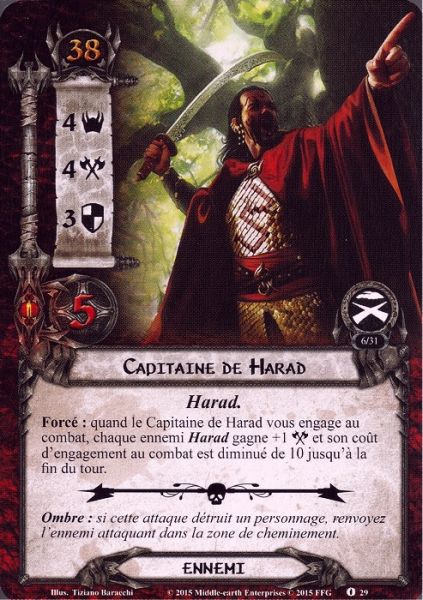 38
4
4
3
5
6/31
Capitaine de Harad
Harad.
Forcé : quand le Capitaine de Harad vous engage au
combat, chaque ennemi Harad gagne +1 et son coût
d'engagement au combat est diminué de 10 jusqu'à la
fin du tour.
Ombre : si cette attaque détruit un personnage, renvoyez
l'ennemi attaquant dans la zone de cheminement.
ENNEMI
Illus. Tiziano Baracchi © 2015 Middle-earth Enterprises © 2015 FFG 29